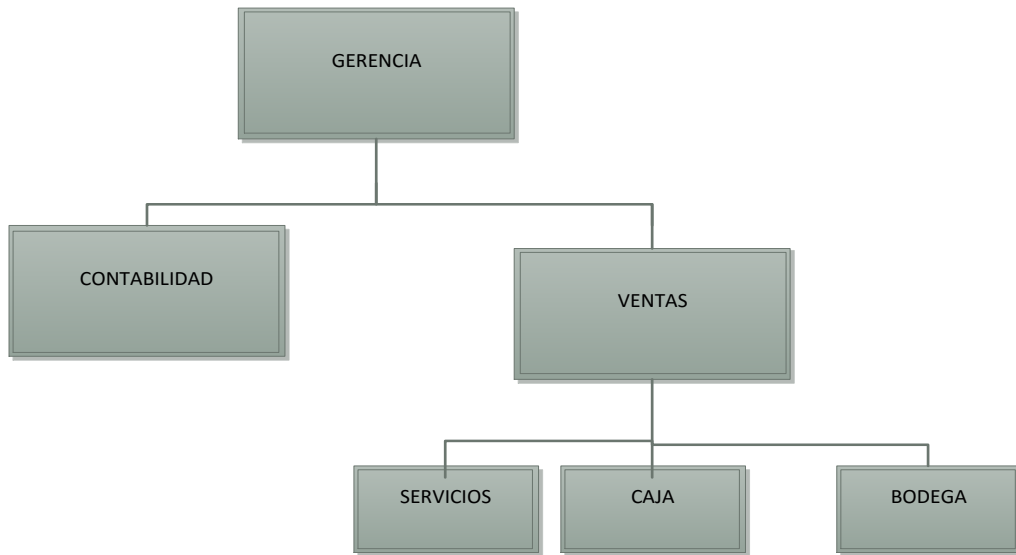 GERENCIA
CONTABILIDAD
VENTAS
SERVICIOS
CAJA
BODEGA